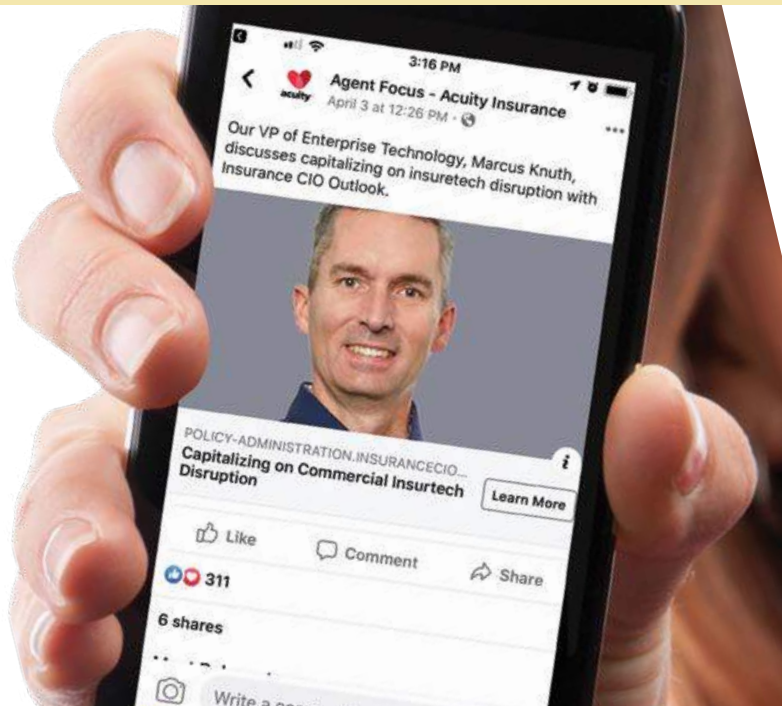 3:16 PM
acuity
Agent Focus - Acuity Insurance
April 3 at 12:26 PM ·
Our VP of Enterprise Technology, Marcus Knuth,
discusses capitalizing on insuretech disruption with
Insurance CIO Outlook.
POLICY-ADMINISTRATION.INSURANCECIO...
Capitalizing on Commercial Insurtech
Disruption
Learn More
Like
Comment
Share
311
6 shares
Write a